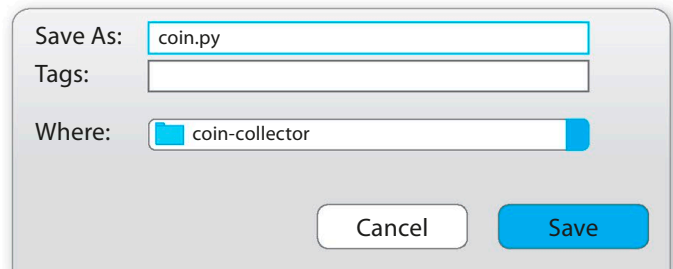 Save As: coin.py
Tags:
Where: coin-collector
Cancel Save